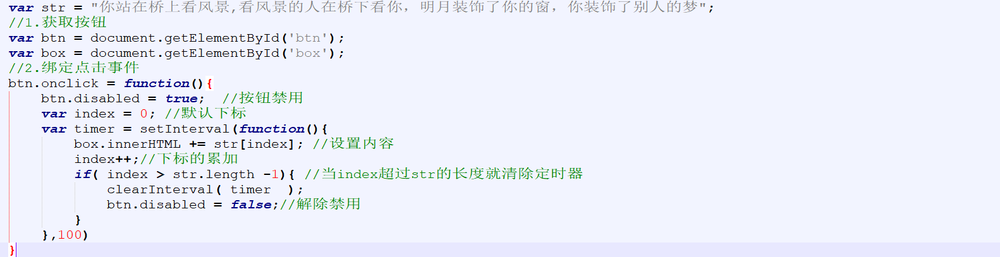 var str = "你站在桥上看风景,看风景的人在桥下看你，明月装饰了你的窗，你装饰了别人的梦";
//1.获取按钮
var btn = document.getElementById('btn');
var box = document.getElementById('box');
//2.绑定点击事件
btn.onclick = function(){
    btn.disabled = true;  //按钮禁用
    var index = 0; //默认下标
    var timer = setInterval(function(){
        box.innerHTML += str[index]; //设置内容
        index++;//下标的累加
        if( index > str.length -1){ //当index超过str的长度就清除定时器
            clearInterval( timer  );
            btn.disabled = false;//解除禁用
        }
    },100)
}